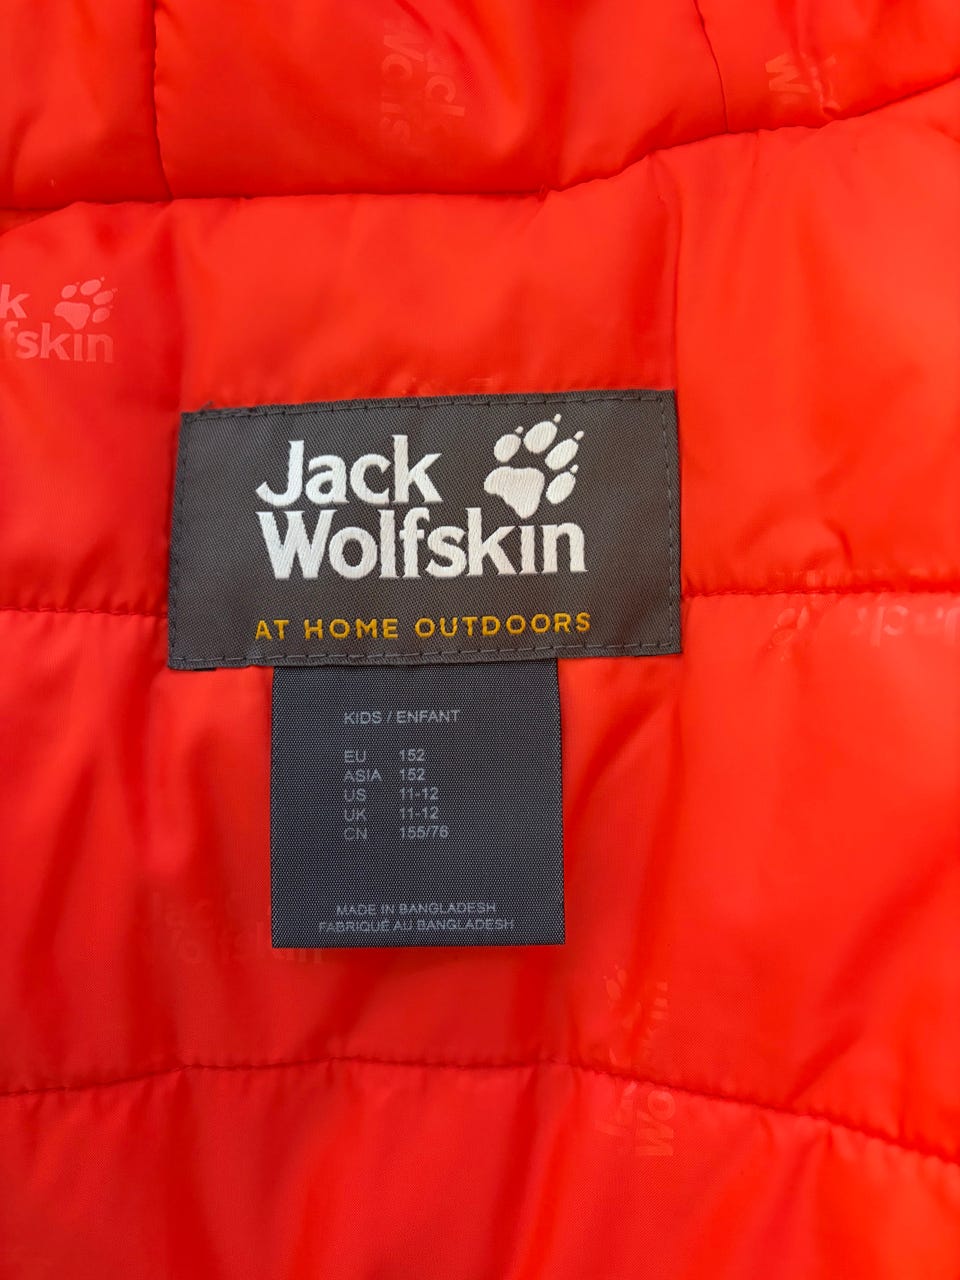 k
fskin
Jack
Wolfskin
AT HOME OUTDOORS
KIDS / ENFANT
EU 152
ASIA 152
US 11-12
UK 11-12
CN 155/76
MADE IN BANGLADESH
FABRIQUÉ AU BANGLADESH